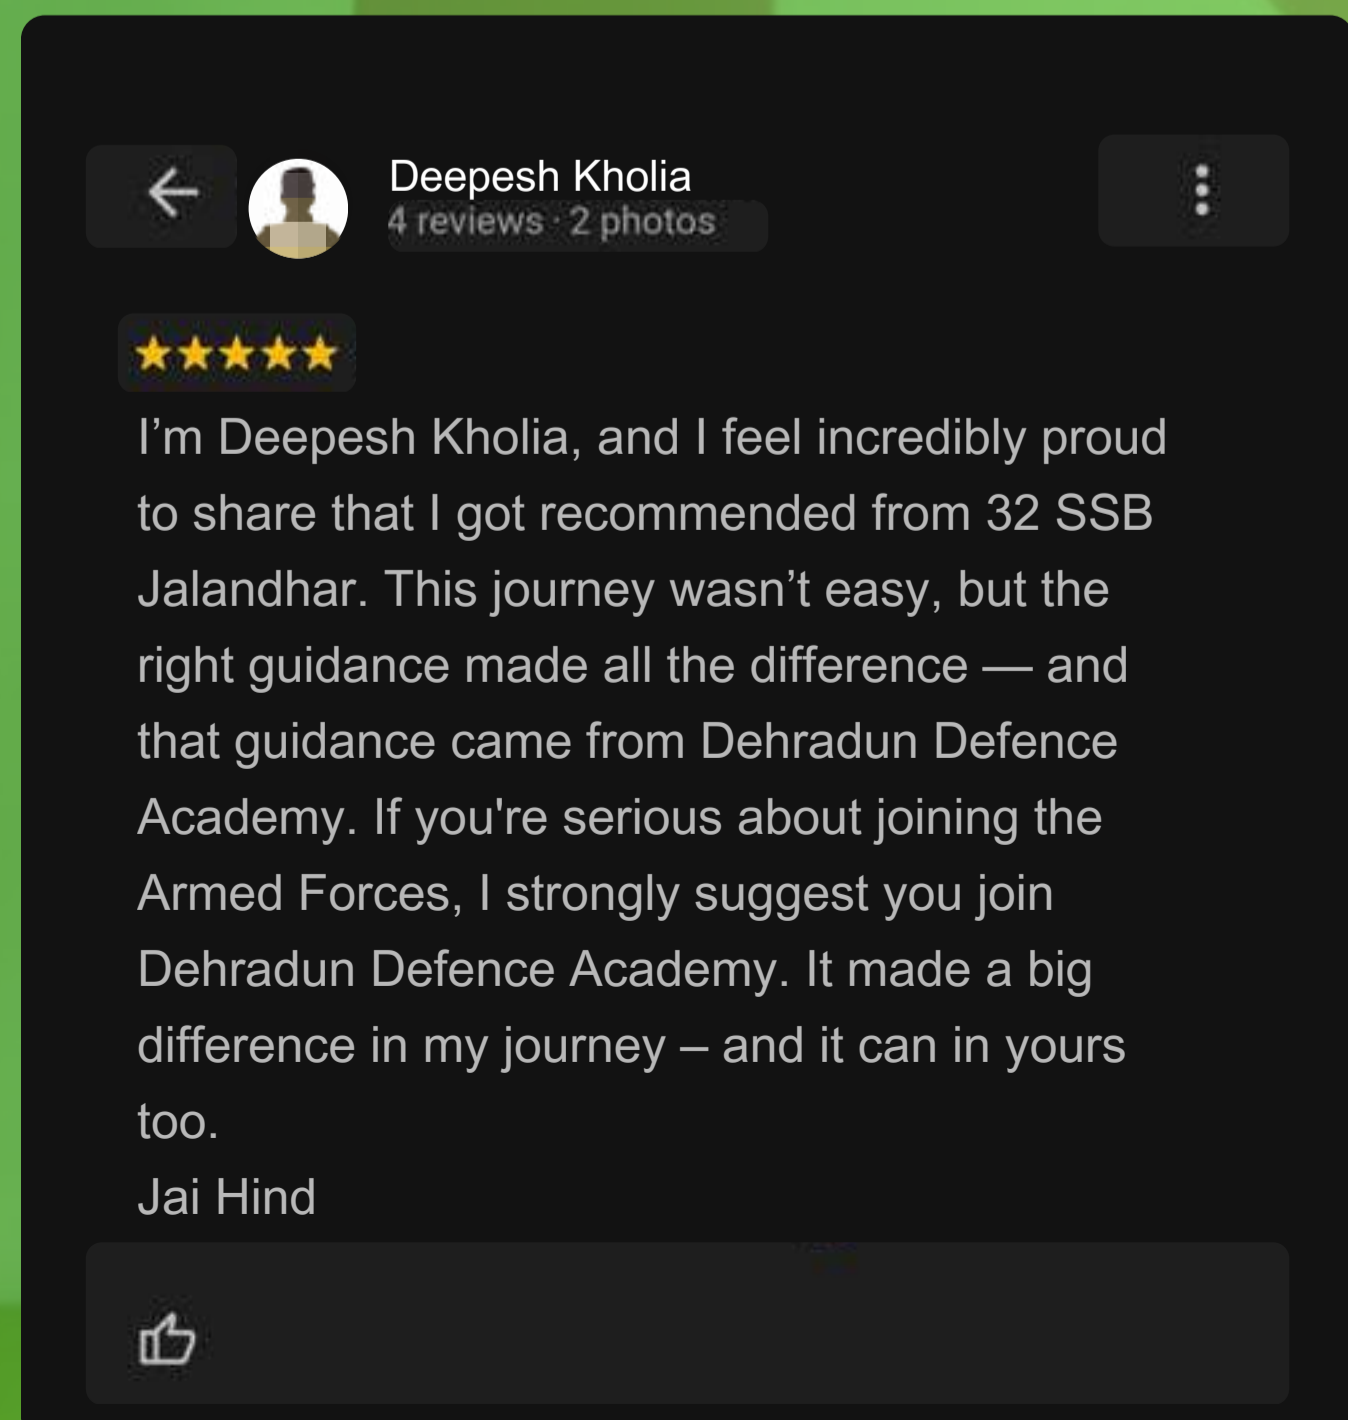 Deepesh Kholia
4 reviews · 2 photos
I’m Deepesh Kholia, and I feel incredibly proud
to share that I got recommended from 32 SSB
Jalandhar. This journey wasn’t easy, but the
right guidance made all the difference — and
that guidance came from Dehradun Defence
Academy. If you're serious about joining the
Armed Forces, I strongly suggest you join
Dehradun Defence Academy. It made a big
difference in my journey – and it can in yours
too.
Jai Hind